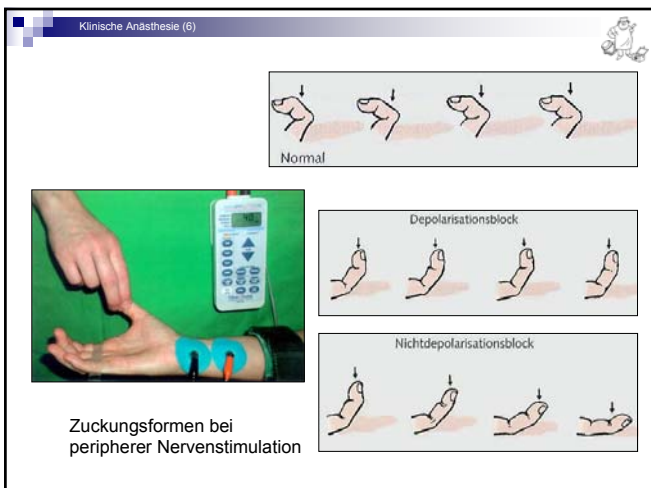 Klinische Anästhesie (6)
Normal
Depolarisationsblock
Nichtdepolarisationsblock
Zuckungsformen bei
peripherer Nervenstimulation